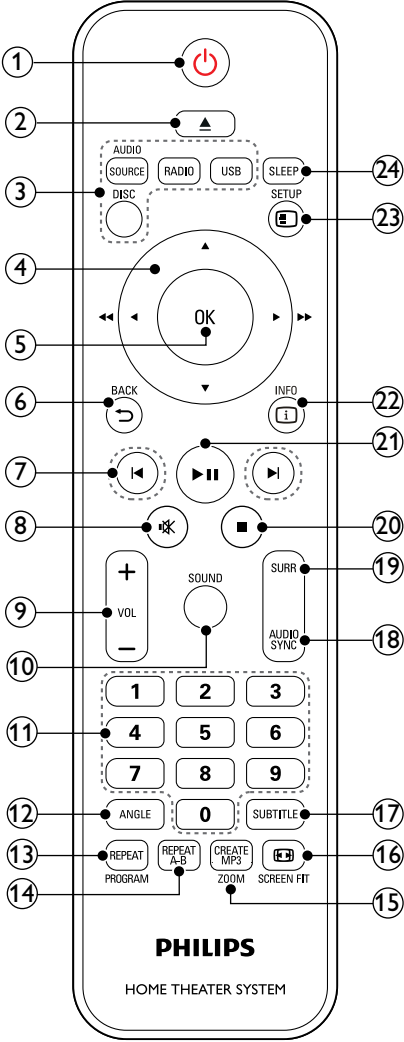 1
2
AUDIO
SOURCE RADIO USB SLEEP 24
3 DISC SETUP
23
4
OK
5
6 BACK INFO 22
i
21
7
8 20
+ SURR 19
SOUND
9 VOL
AUDIO
SYNC 18
−
10
1 2 3
11 4 5 6
7 8 9
12 ANGLE 0 SUBTITLE 17
13 REPEAT REPEAT
A-B CREATE
MP3 16
PROGRAM ZOOM SCREEN FIT
14 15
PHILIPS
HOME THEATER SYSTEM